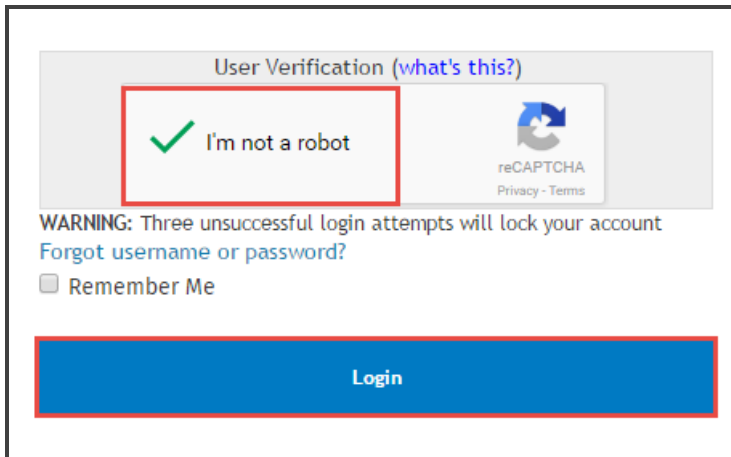 User Verification (what's this?)
I'm not a robot
reCAPTCHA
Privacy - Terms
WARNING: Three unsuccessful login attempts will lock your account
Forgot username or password?
Remember Me
Login